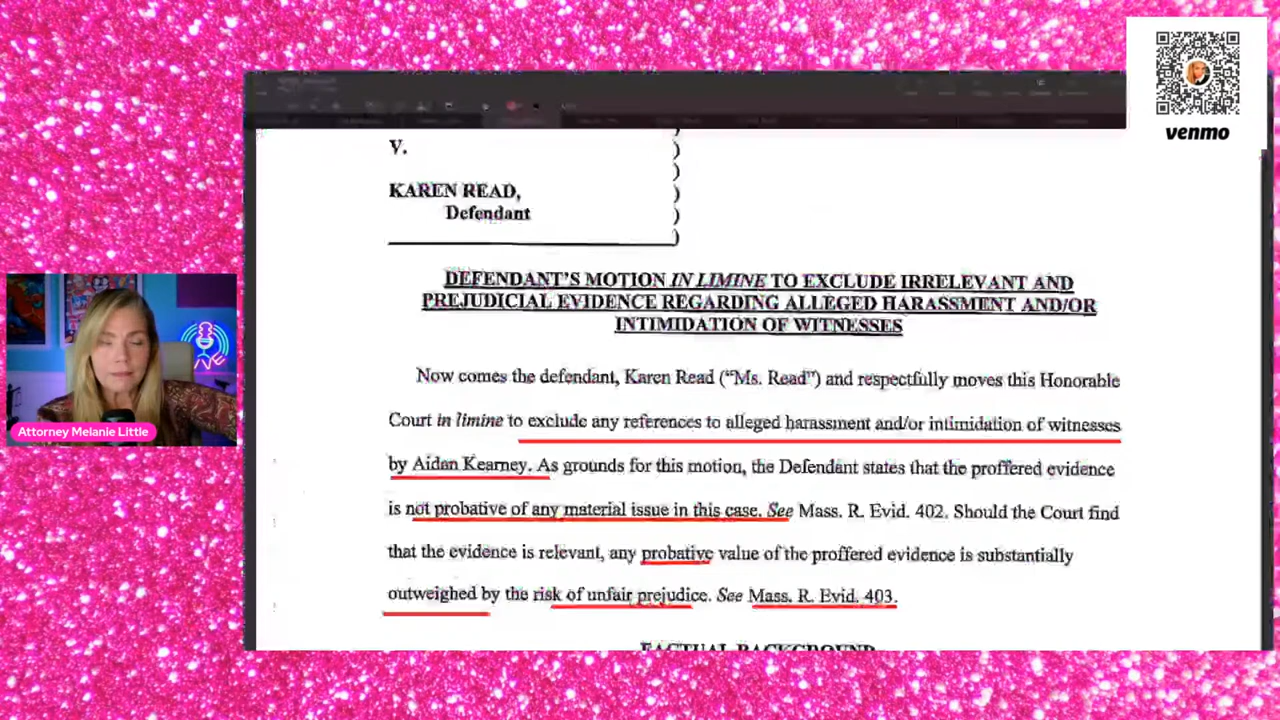 venmo
V.
KAREN READ,
Defendant
DEFENDANT'S MOTION IN LIMINE TO EXCLUDE IRRELEVANT AND
PREJUDICIAL EVIDENCE REGARDING ALLEGED HARASSMENT AND/OR
INTIMIDATION OF WITNESSES
Now comes the defendant, Karen Read ("Ms. Read") and respectfully moves this Honorable
Court in limine to exclude any references to alleged harassment and/or intimidation of witnesses
by Aidan Kearney. As grounds for this motion, the Defendant states that the proffered evidence
is not probative of any material issue in this case. See Mass. R. Evid. 402. Should the Court find
that the evidence is relevant, any probative value of the proffered evidence is substantially
outweighed by the risk of unfair prejudice. See Mass. R. Evid. 403.
FACTUAL BACKGROUND
Attorney Melanie Little